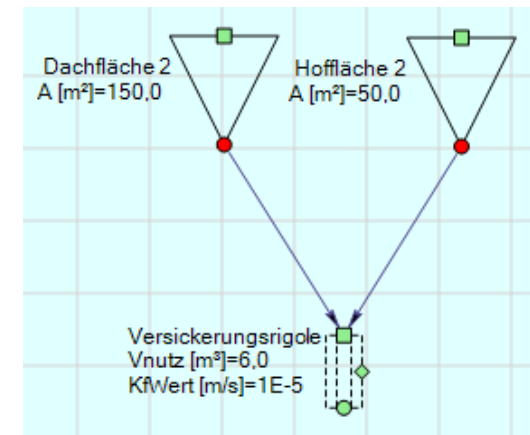 Dachfläche 2
A [m²]=150,0
Hoffläche 2
A [m²]=50,0
Versickerungsrigole
Vnutz [m³]=6,0
KfWert [m/s]=1E-5